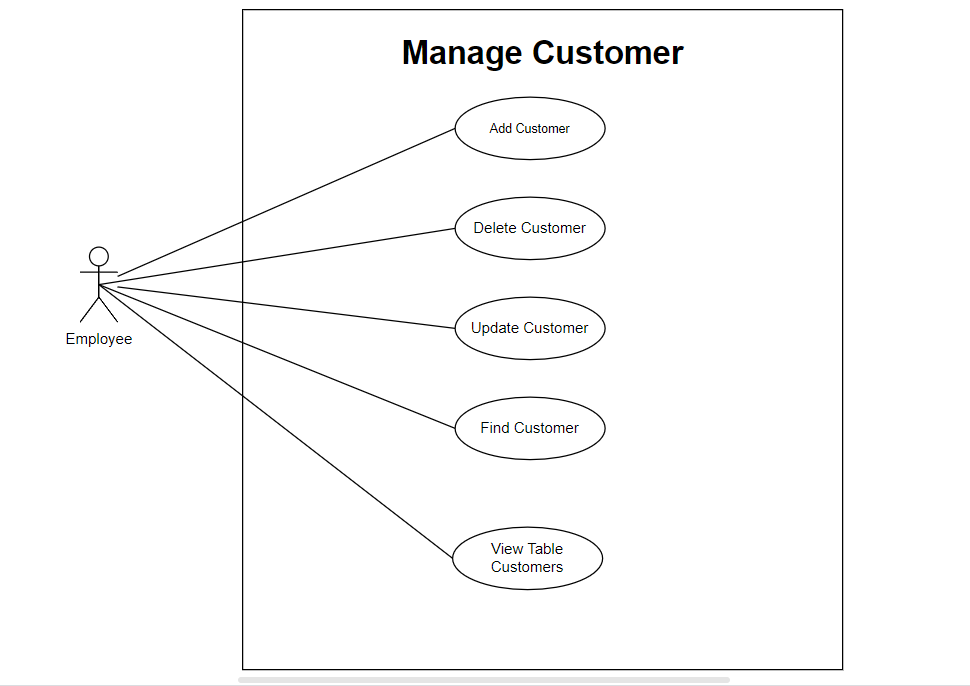 Manage Customer
Add Customer
Delete Customer
Update Customer
Employee
Find Customer
View Table
Customers